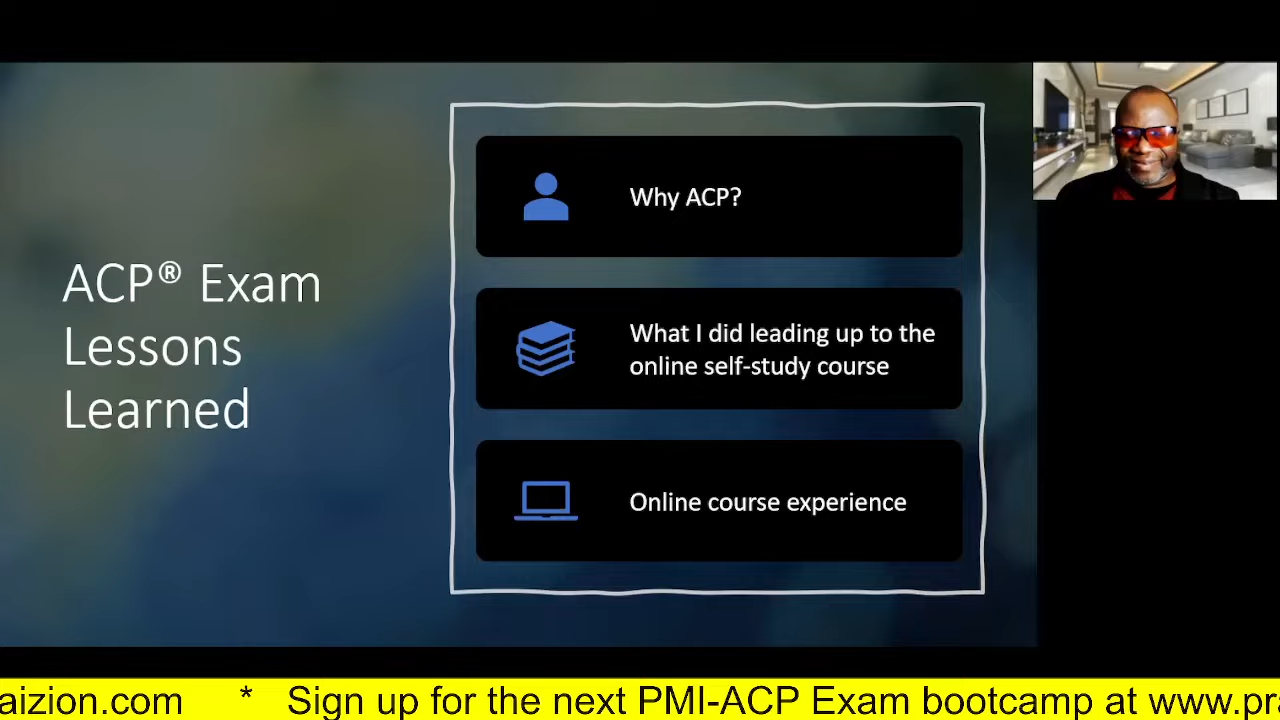 ACP® Exam
Lessons
Learned
Why ACP?
What I did leading up to the
online self-study course
Online course experience
aizion.com * Sign up for the next PMI-ACP Exam bootcamp at www.pra